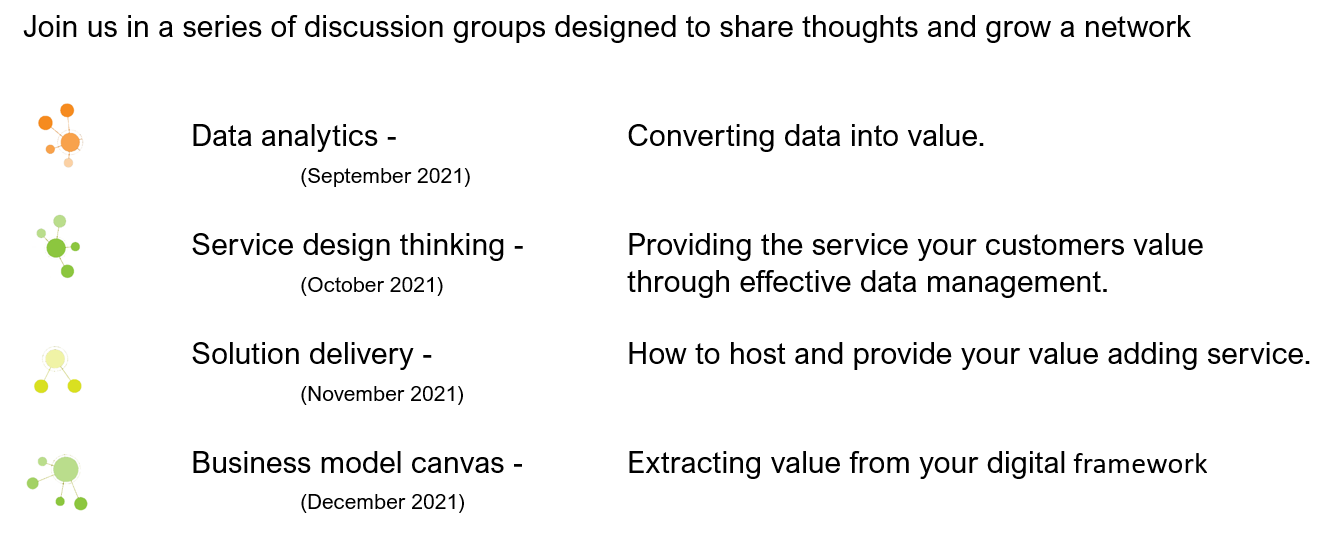 Join us in a series of discussion groups designed to share thoughts and grow a network
Data analytics - Converting data into value.
(September 2021)
Service design thinking - Providing the service your customers value
through effective data management.
(October 2021)
Solution delivery - How to host and provide your value adding service.
(November 2021)
Business model canvas - Extracting value from your digital framework
(December 2021)